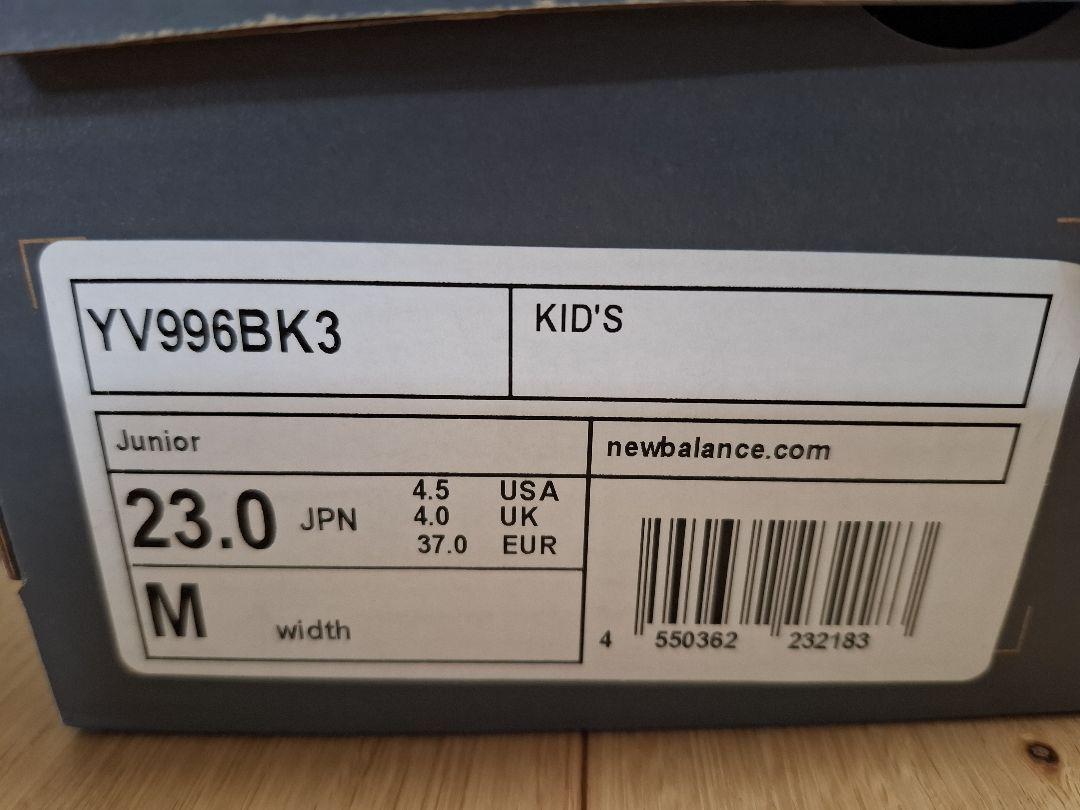 YV996BK3
KID'S
Junior
newbalance.com
23.0 JPN
4.5 USA
4.0 UK
37.0 EUR
M width
4 550362 232183